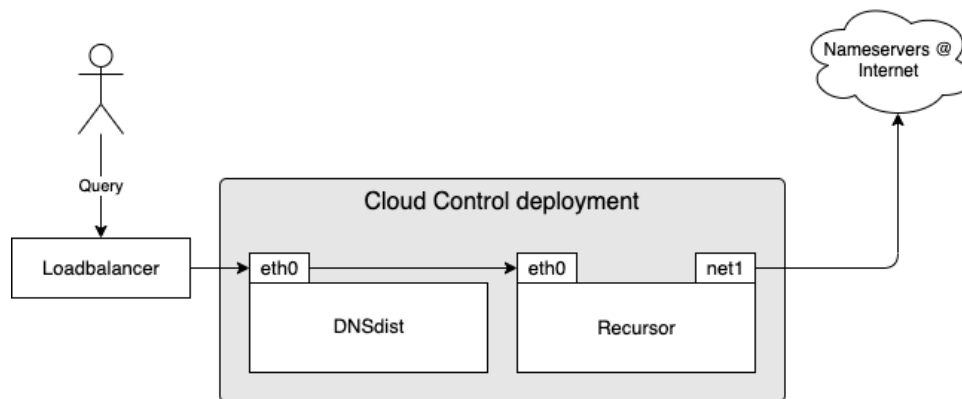 Nameservers @
Internet
Query
Cloud Control deployment
Loadbalancer
eth0
eth0
net1
DNSdist
Recursor